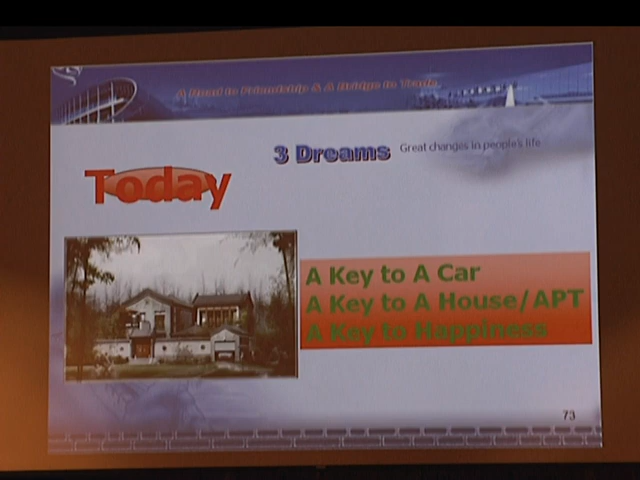 A Road to Friendship & A Bridge to Trade
3 Dreams
Great changes in people's life
Today
A Key to A Car
A Key to A House/APT
A Key to Happiness
73